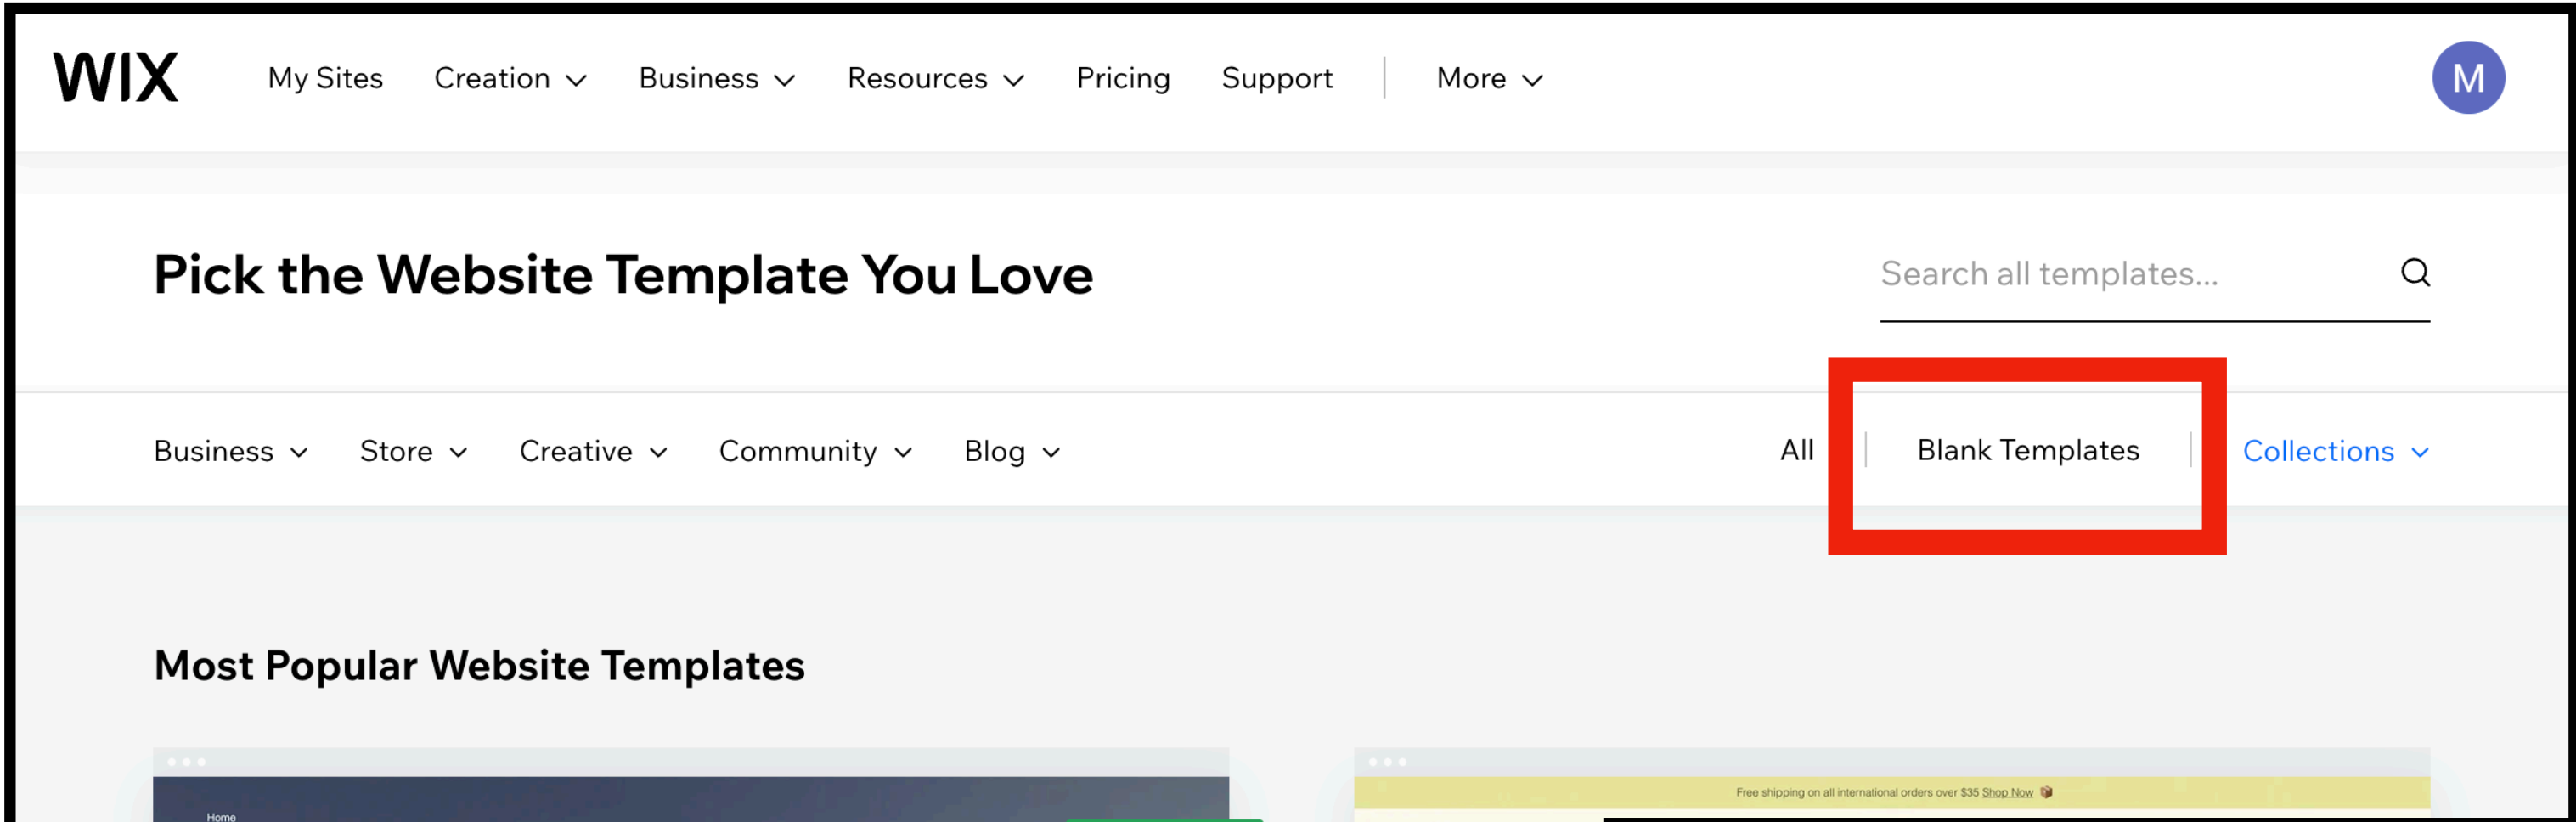 WIX My Sites Creation Business Resources Pricing Support More M
Pick the Website Template You Love Search all templates...
Business Store Creative Community Blog All Blank Templates Collections
Most Popular Website Templates
Free shipping on all international orders over $35 Shop Now
Home